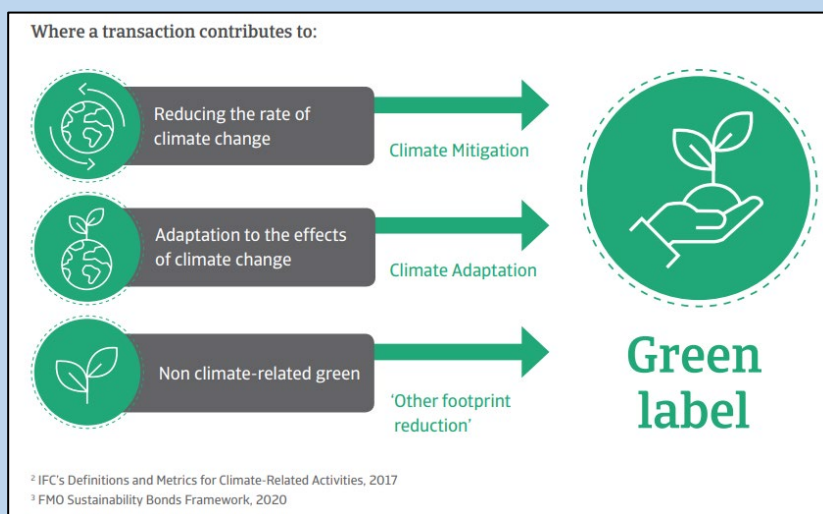 Where a transaction contributes to:
Reducing the rate of
climate change
Climate Mitigation
Adaptation to the effects
of climate change
Climate Adaptation
Non climate-related green
'Other footprint
reduction'
Green
label
² IFC's Definitions and Metrics for Climate-Related Activities, 2017
³ FMO Sustainability Bonds Framework, 2020